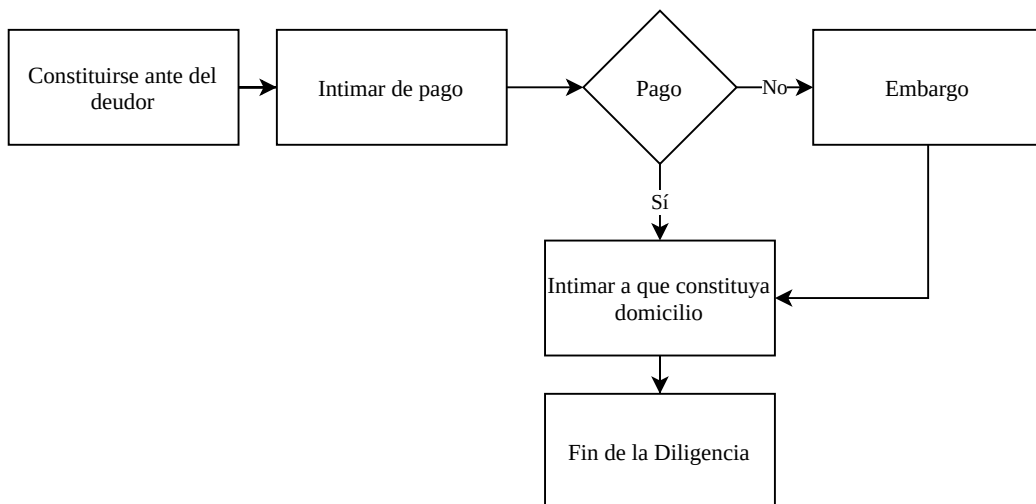 Constituirse ante del
deudor
Intimar de pago
Pago
No
Embargo
Sí
Intimar a que constituya
domicilio
Fin de la Diligencia